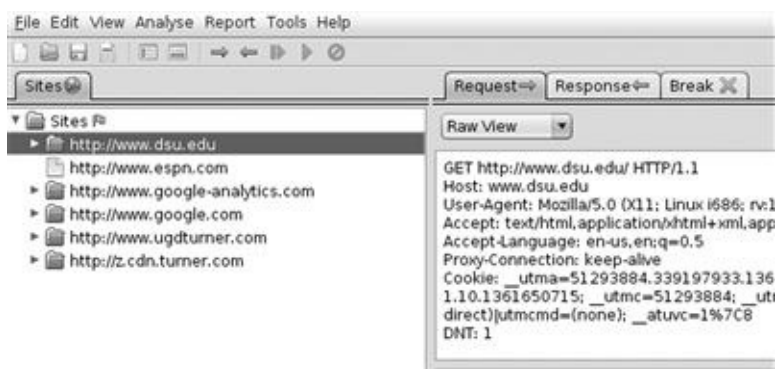 File Edit View Analyse Report Tools Help
Sites
Request Response Break
Sites
Raw View
http://www.dsu.edu
http://www.espn.com
http://www.google-analytics.com
http://www.google.com
http://www.ugdturner.com
http://z.cdn.turner.com
GET http://www.dsu.edu/ HTTP/1.1
Host: www.dsu.edu
User-Agent: Mozilla/5.0 (X11; Linux i686; rv:1
Accept: text/html,application/xhtml+xml,app
Accept-Language: en-us,en;q=0.5
Proxy-Connection: keep-alive
Cookie: __utma=51293884.339197933.136
1.10.1361650715; __utmc=51293884; __ut
direct)|utmcmd=(none); __atuvc=1%7C8
DNT: 1